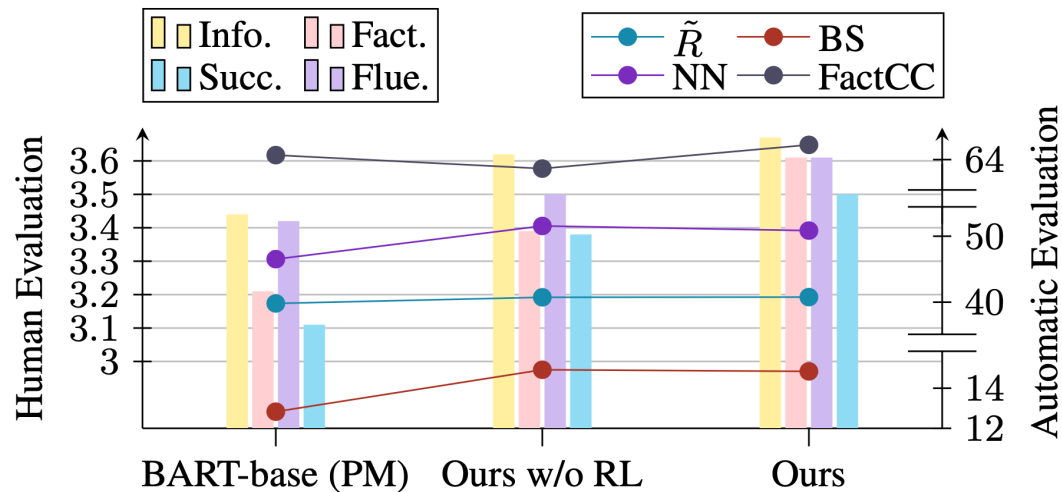 Info. Fact.
Succ. Flue.
R̃ BS
NN FactCC
Human Evaluation
3.6
3.5
3.4
3.3
3.2
3.1
3
64
50
40
14
12
Automatic Evaluation
BART-base (PM) Ours w/o RL Ours